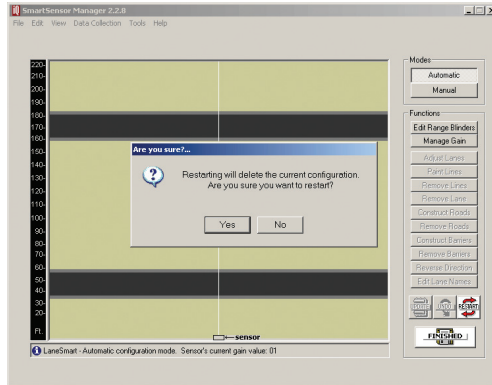 SmartSensor Manager 2.2.0
File Edit View Data Collection Tools Help
Modes
Automatic
Manual
Functions
Edit Range Blinders
Manage Gain
Adjust Lanes
Paint Lines
Remove Lines
Remove Lane
Construct Roads
Remove Roads
Construct Barriers
Remove Barriers
Reverse Direction
Edit Lane Names
UNDO
RESTART
FINISHED
220
210
200
190
180
170
160
150
140
130
120
110
100
90
80
70
60
50
40
30
20
Ft.
Are you sure?...
Restarting will delete the current configuration.
Are you sure you want to restart?
Yes No
sensor
LaneSmart - Automatic configuration mode. Sensor's current gain value: 01